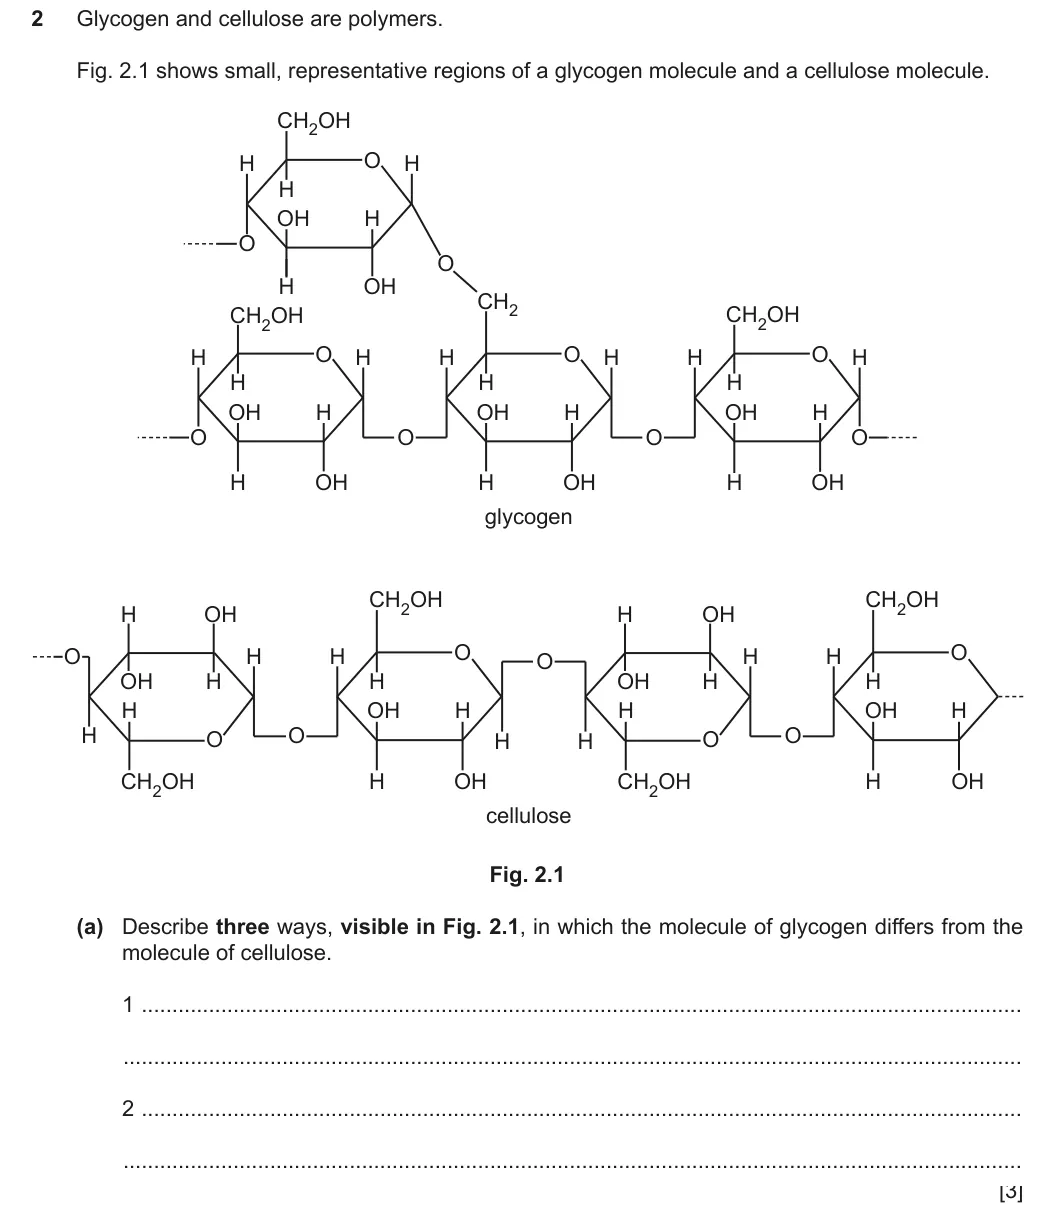 2 Glycogen and cellulose are polymers.
Fig. 2.1 shows small, representative regions of a glycogen molecule and a cellulose molecule.
CH2OH
H O H
H
OH H
O
O
H OH
CH2
CH2OH CH2OH
H O H H O H H O H
H H H
OH H OH H OH H
O O O O
H OH H OH H OH
glycogen
CH2OH CH2OH
H OH H OH
O H H O O H H O
OH H H OH H H
H OH H H OH H
H O O H H O O
CH2OH H OH CH2OH H OH
cellulose
Fig. 2.1
(a) Describe three ways, visible in Fig. 2.1, in which the molecule of glycogen differs from the
molecule of cellulose.
1 ..........................................................................................................................
..........................................................................................................................
2 ..........................................................................................................................
..........................................................................................................................
[3]